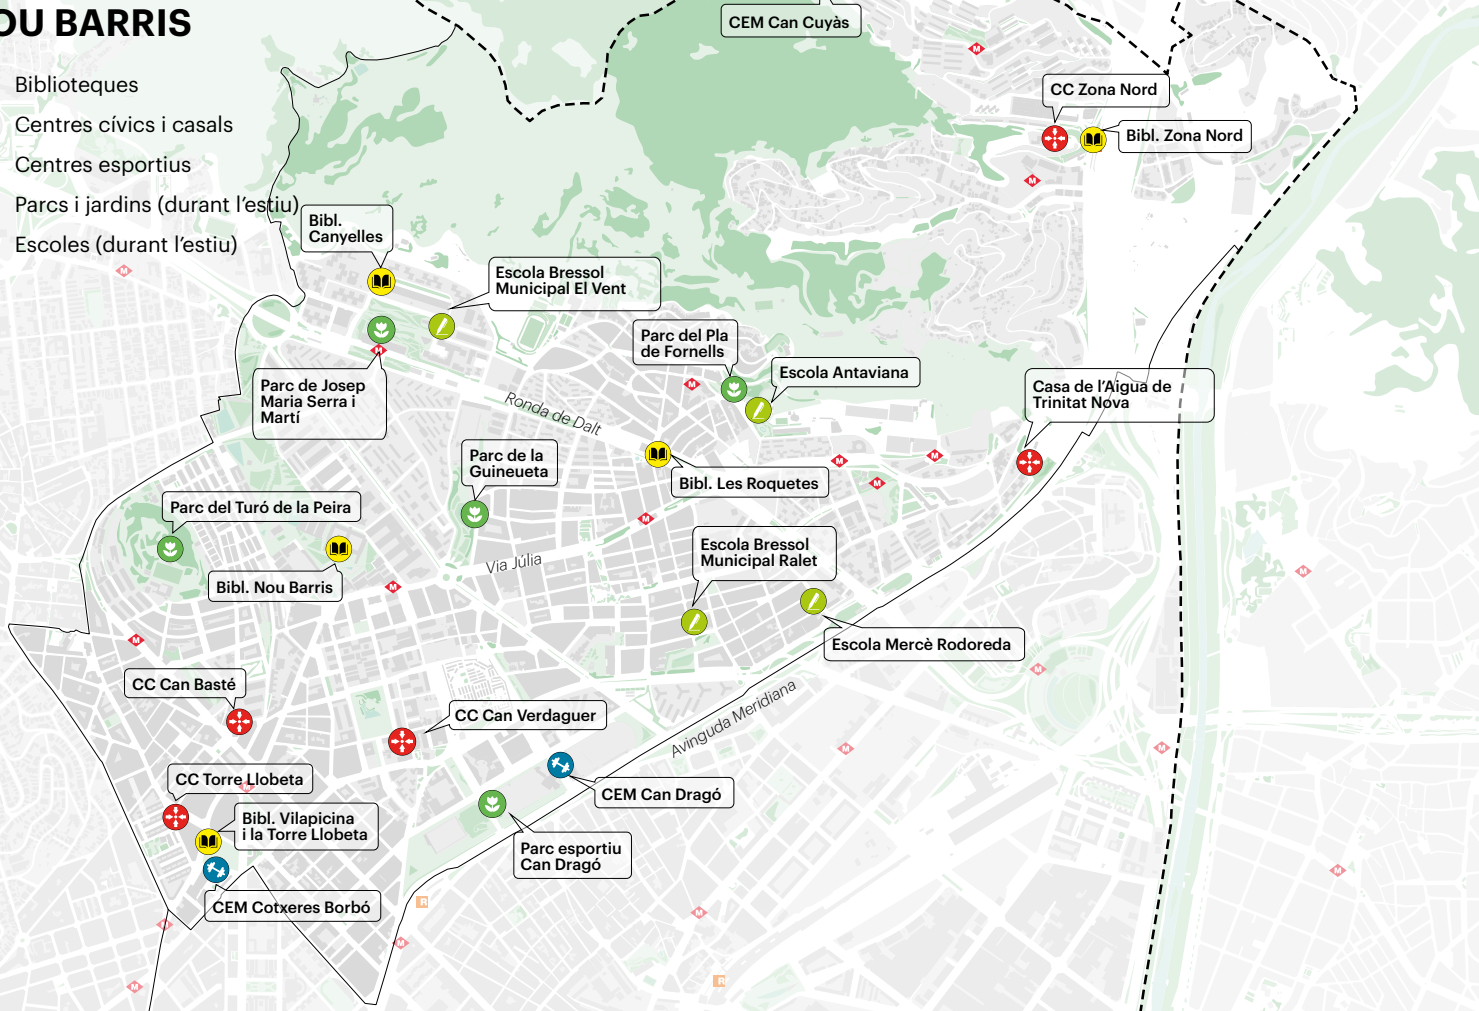 OU BARRIS
Biblioteques
Centres cívics i casals
Centres esportius
Parcs i jardins (durant l'estiu)
Escoles (durant l'estiu)
CEM Can Cuyàs
CC Zona Nord
Bibl. Zona Nord
Bibl.
Canyelles
Escola Bressol
Municipal El Vent
Parc del Pla
de Fornells
Escola Antaviana
Parc de Josep
Maria Serra i
Martí
Casa de l'Aigua de
Trinitat Nova
Ronda de Dalt
Parc de la
Guineueta
Bibl. Les Roquetes
Parc del Turó de la Peira
Escola Bressol
Municipal Ralet
Via Júlia
Bibl. Nou Barris
Escola Mercè Rodoreda
CC Can Basté
CC Can Verdaguer
Avinguda Meridiana
CC Torre Llobeta
CEM Can Dragó
Bibl. Vilapicina
i la Torre Llobeta
Parc esportiu
Can Dragó
CEM Cotxeres Borbó